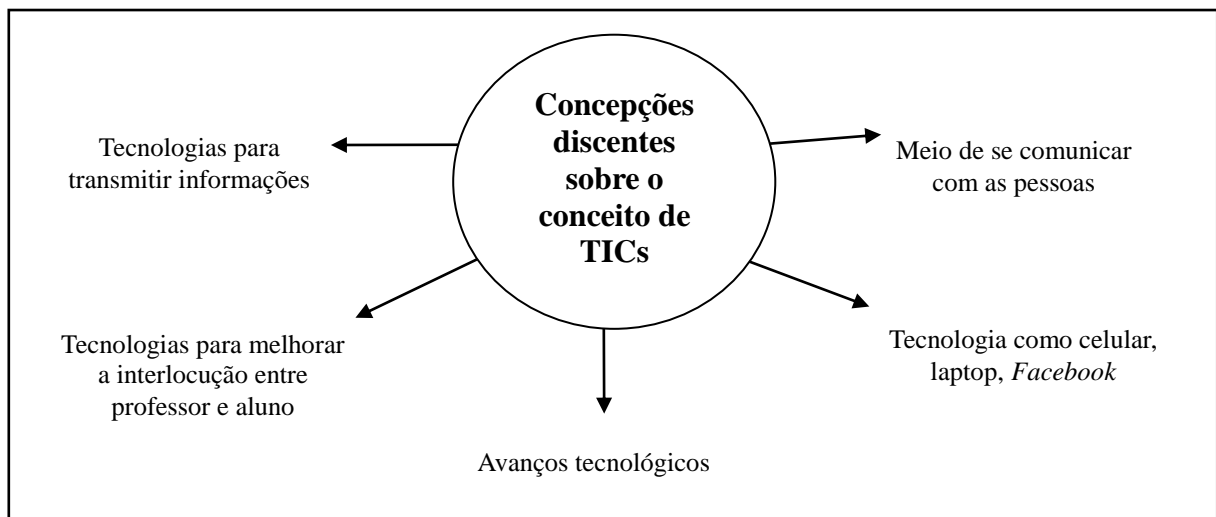 Concepções
discentes
sobre o
conceito de
TICs
Tecnologias para
transmitir informações
Meio de se comunicar
com as pessoas
Tecnologias para melhorar
a interlocução entre
professor e aluno
Tecnologia como celular,
laptop, Facebook
Avanços tecnológicos